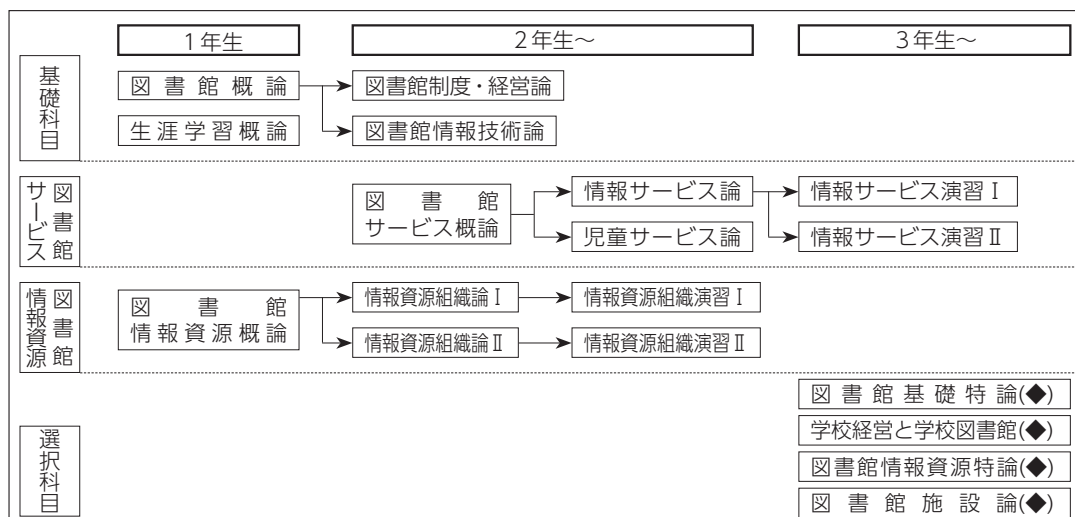 1年生
2年生~
3年生~
基礎科目
図書館概論
図書館制度・経営論
生涯学習概論
図書館情報技術論
図書館
サービス
図書館
サービス概論
情報サービス論
情報サービス演習Ⅰ
児童サービス論
情報サービス演習Ⅱ
図書館
情報資源
図書館
情報資源概論
情報資源組織論Ⅰ
情報資源組織演習Ⅰ
情報資源組織論Ⅱ
情報資源組織演習Ⅱ
選択科目
図書館基礎特論(◆)
学校経営と学校図書館(◆)
図書館情報資源特論(◆)
図書館施設論(◆)